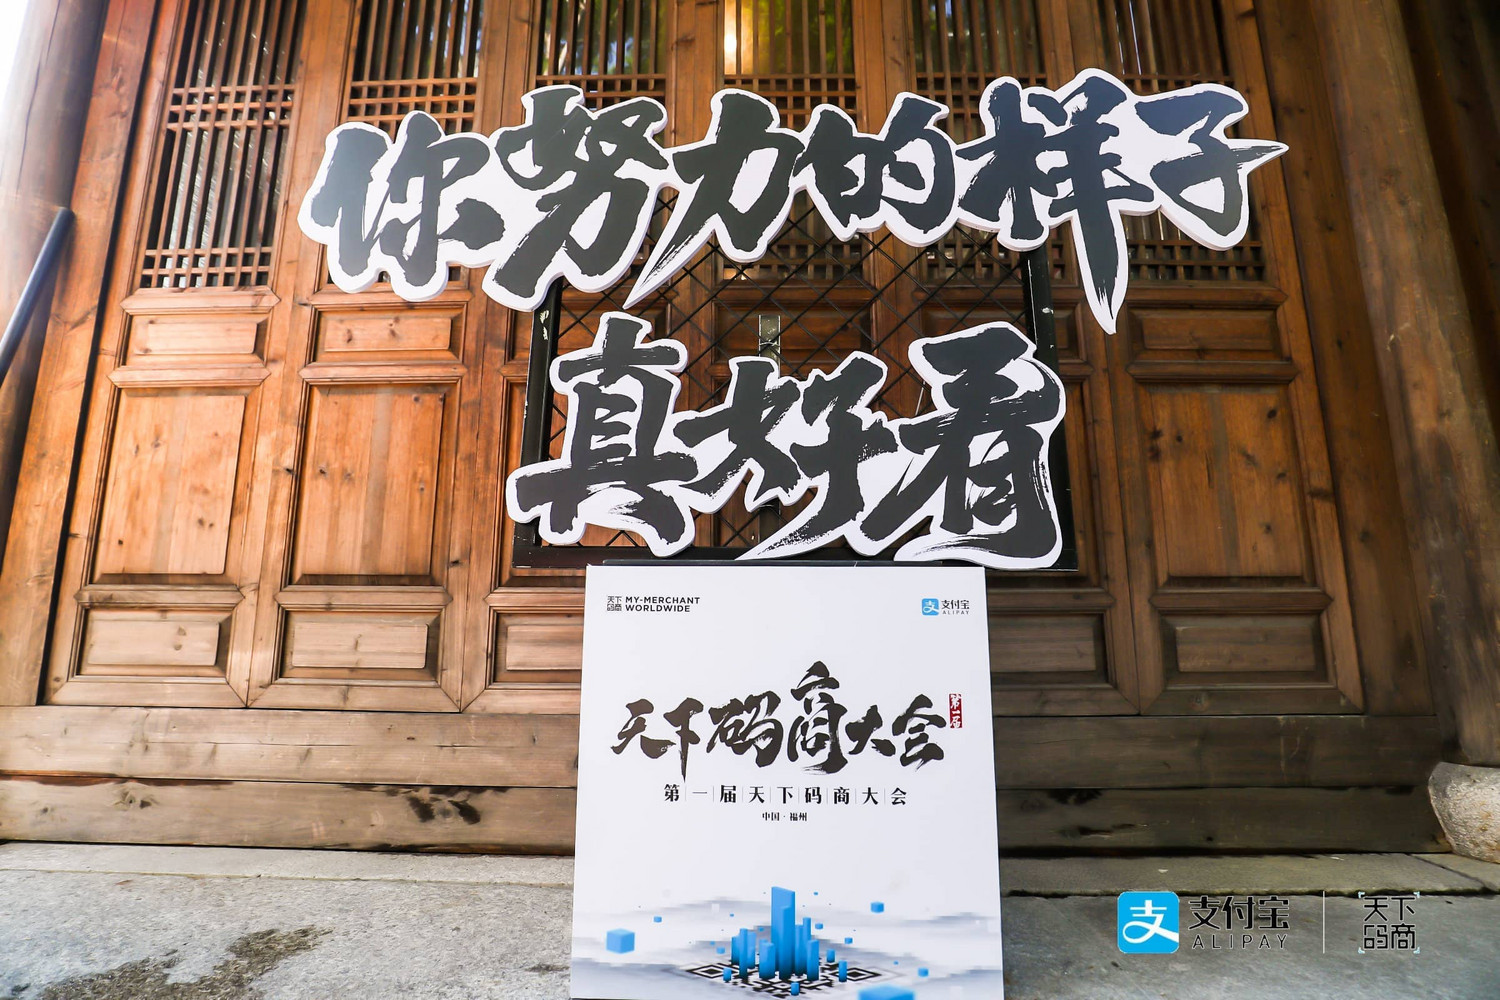 你努力的样子
真好看
天下
码商
MY-MERCHANT
WORLDWIDE
支付宝
ALIPAY
天下码商大会
第一届
第一届天下码商大会
中国·福州
支付宝
ALIPAY
天下
码商